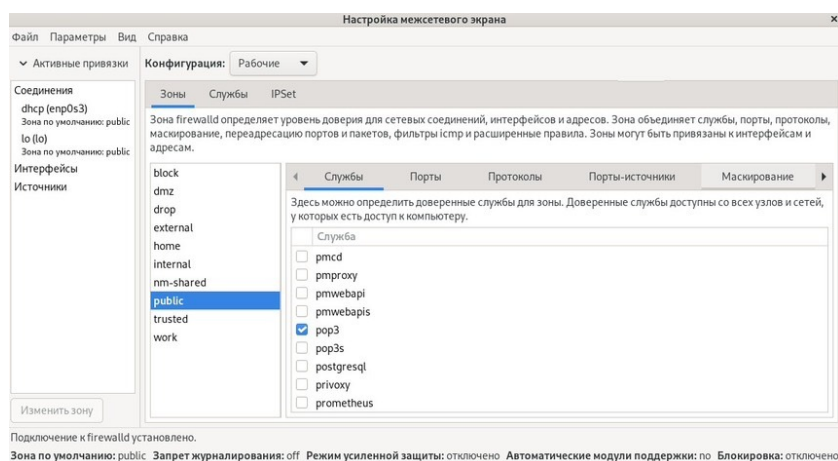 Настройка межсетевого экрана
Файл Параметры Вид Справка
Активные привязки
Конфигурация: Рабочие
Соединения
dhcp (enp0s3)
Зона по умолчанию: public
lo (lo)
Зона по умолчанию: public
Интерфейсы
Источники
Изменить зону
Зоны Службы IPSet
Зона firewalld определяет уровень доверия для сетевых соединений, интерфейсов и адресов. Зона объединяет службы, порты, протоколы,
маскирование, переадресацию портов и пакетов, фильтры icmp и расширенные правила. Зоны могут быть привязаны к интерфейсам и
адресам.
block
dmz
drop
external
home
internal
nm-shared
public
trusted
work
Службы Порты Протоколы Порты-источники Маскирование
Здесь можно определить доверенные службы для зоны. Доверенные службы доступны со всех узлов и сетей,
у которых есть доступ к компьютеру.
Служба
pmcd
pmproxy
pmwebapi
pmwebapis
pop3
pop3s
postgresql
privoxy
prometheus
Подключение к firewalld установлено.
Зона по умолчанию: public Запрет журналирования: off Режим усиленной защиты: отключено Автоматические модули поддержки: no Блокировка: отключено